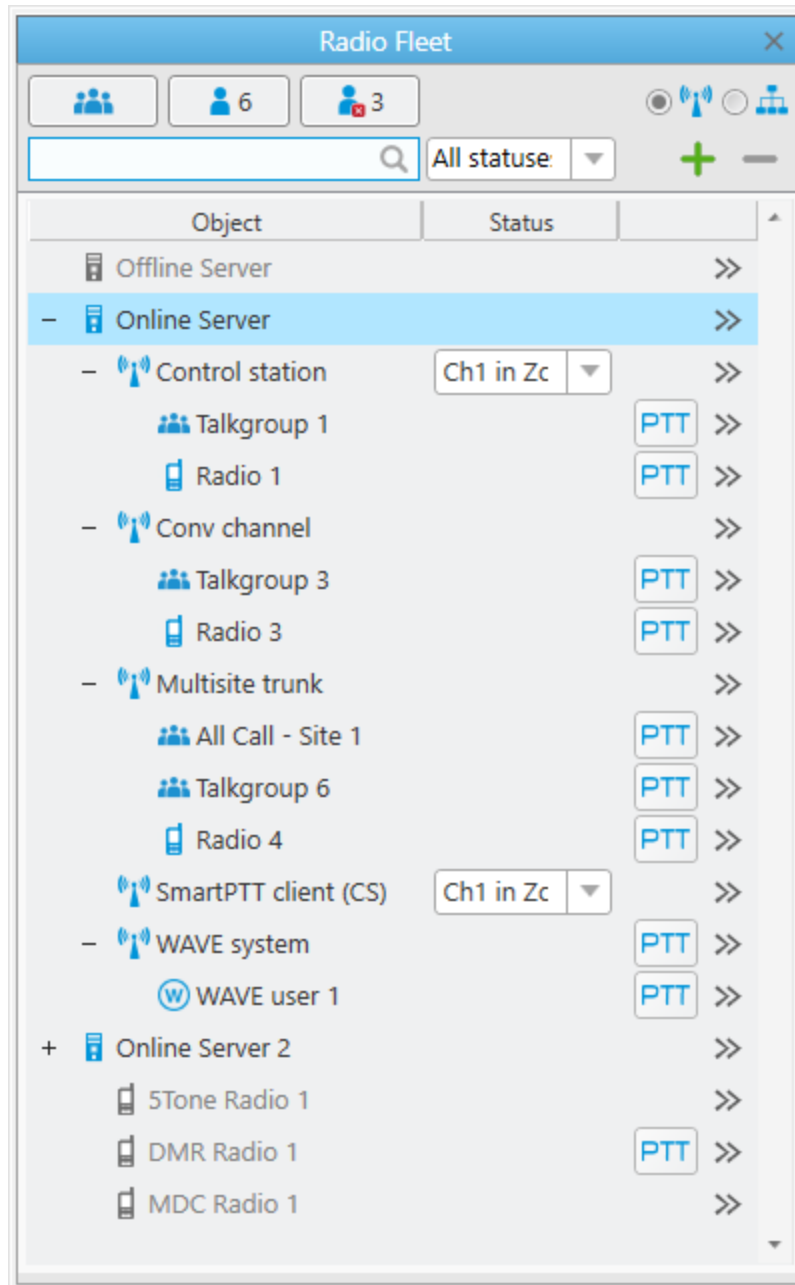 Radio Fleet
6 3
All statuse
Object Status
Offline Server
Online Server
Control station Ch1 in Zc
Talkgroup 1 PTT
Radio 1 PTT
Conv channel
Talkgroup 3 PTT
Radio 3 PTT
Multisite trunk
All Call - Site 1 PTT
Talkgroup 6 PTT
Radio 4 PTT
SmartPTT client (CS) Ch1 in Zc
WAVE system PTT
W WAVE user 1 PTT
Online Server 2
5Tone Radio 1
DMR Radio 1 PTT
MDC Radio 1